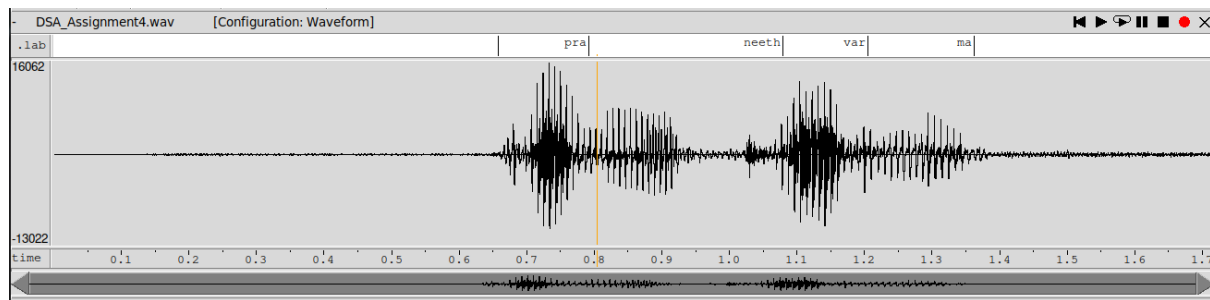 - DSA_Assignment4.wav [Configuration: Waveform]
.lab pra neeth var ma
16062
-13022
time 0.1 0.2 0.3 0.4 0.5 0.6 0.7 0.8 0.9 1.0 1.1 1.2 1.3 1.4 1.5 1.6 1.7